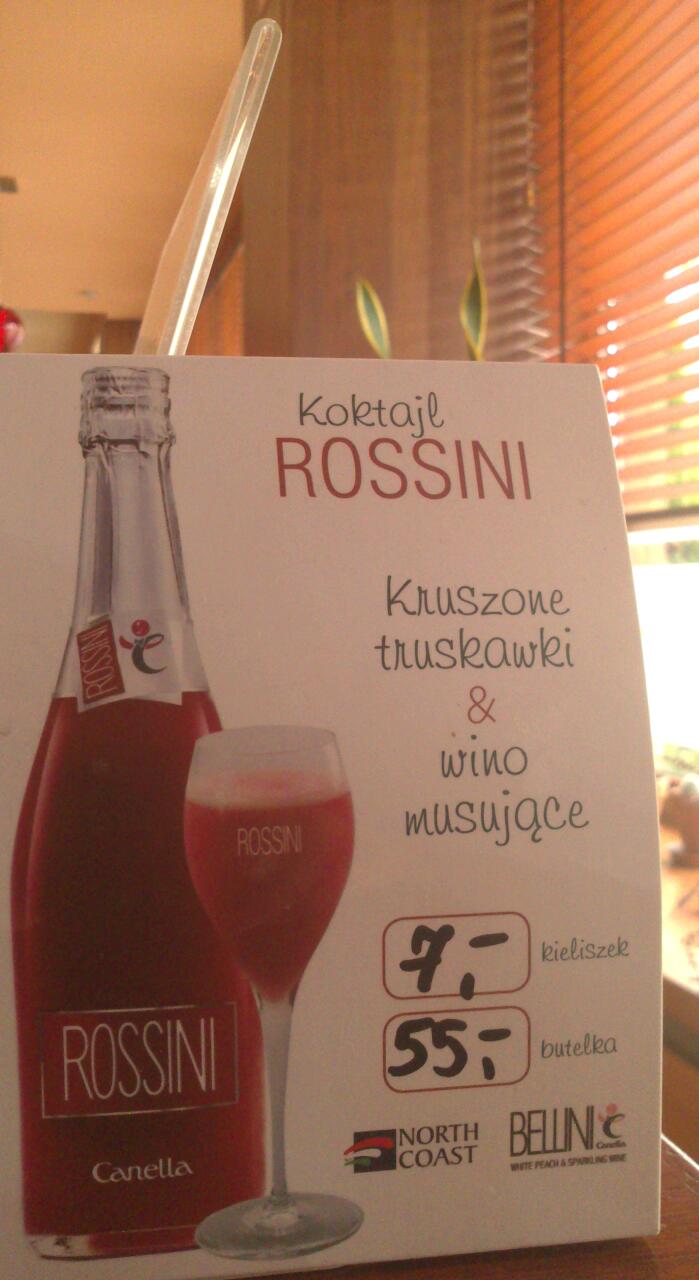 Koktajl
ROSSINI
Kruszone
truskawki
&
wino
musujące
7,- kieliszek
55,- butelka
NORTH
COAST
BELLINI
Canella
WHITE PEACH & SPARKLING WINE
ROSSINI
ROSSINI
ROSSINI
Canella